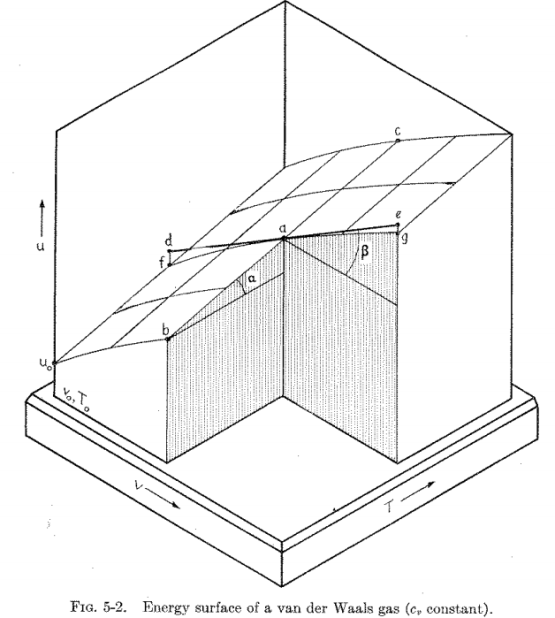 c
a
e
d
g
f
β
u
α
b
u₀
v₀, T₀
v
T
Fig. 5-2. Energy surface of a van der Waals gas (cᵥ constant).